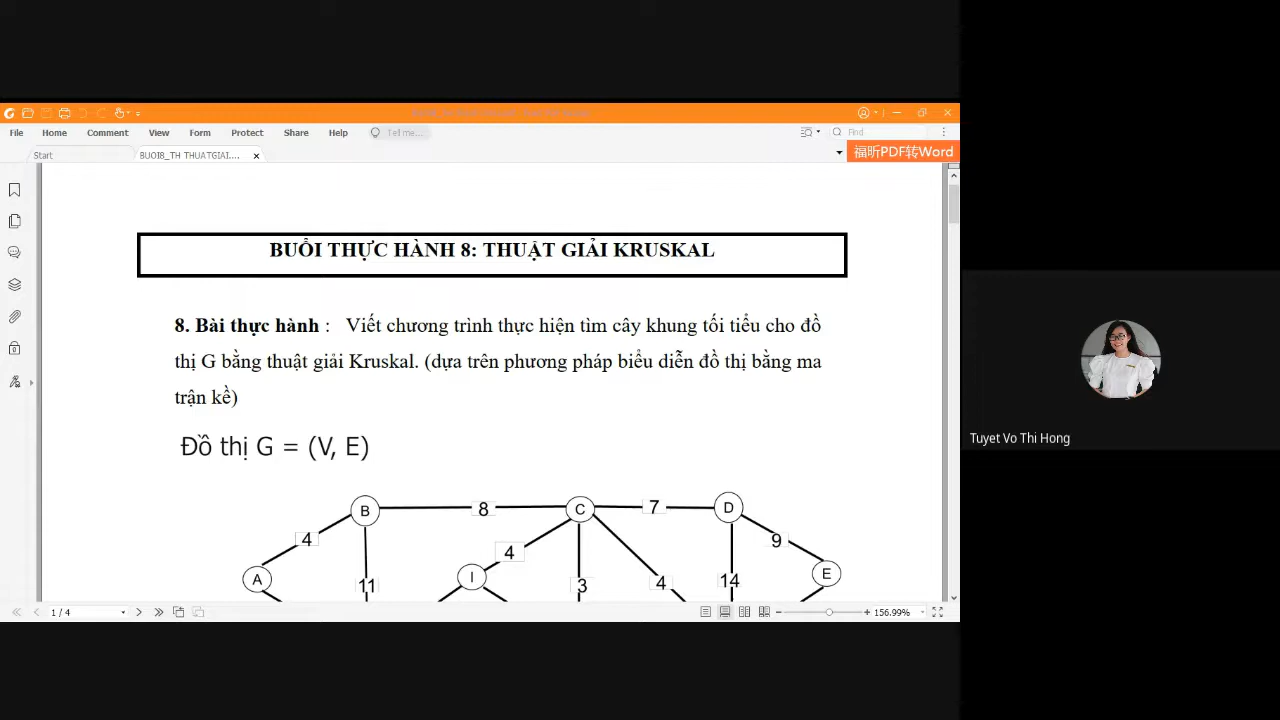 File Home Comment View Form Protect Share Help Tell me... Find
Start BUOI8_TH THUATGIAI.... 福昕PDF转Word
BUỔI THỰC HÀNH 8: THUẬT GIẢI KRUSKAL
8. Bài thực hành : Viết chương trình thực hiện tìm cây khung tối tiểu cho đồ
thị G bằng thuật giải Kruskal. (dựa trên phương pháp biểu diễn đồ thị bằng ma
trận kề)
Đồ thị G = (V, E)
B 8 C 7 D
4 9
4
A 11 I 3 4 14 E
1 / 4 156.99%
Tuyet Vo Thi Hong